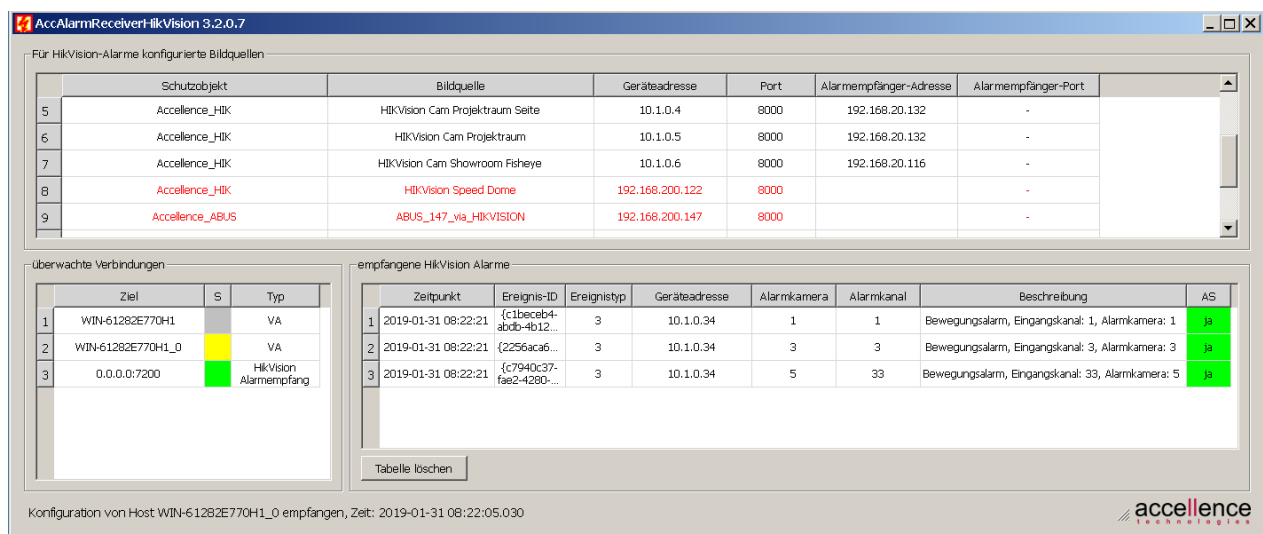 AccAlarmReceiverHikVision 3.2.0.7
Für HikVision-Alarme konfigurierte Bildquellen
Schutzobjekt Bildquelle Geräteadresse Port Alarmempfänger-Adresse Alarmempfänger-Port
5 Accellence_HIK HIKVision Cam Projektraum Seite 10.1.0.4 8000 192.168.20.132 -
6 Accellence_HIK HIKVision Cam Projektraum 10.1.0.5 8000 192.168.20.132 -
7 Accellence_HIK HIKVision Cam Showroom Fisheye 10.1.0.6 8000 192.168.20.116 -
8 Accellence_HIK HIKVision Speed Dome 192.168.200.122 8000 -
9 Accellence_ABUS ABUS_147_via_HIKVISION 192.168.200.147 8000 -
überwachte Verbindungen
Ziel S Typ
1 WIN-61282E770H1 VA
2 WIN-61282E770H1_0 VA
3 0.0.0.0:7200 HikVision
Alarmempfang
empfangene HikVision Alarme
Zeitpunkt Ereignis-ID Ereignistyp Geräteadresse Alarmkamera Alarmkanal Beschreibung AS
1 2019-01-31 08:22:21 {c1beceb4-
abdb-4b12... 3 10.1.0.34 1 1 Bewegungsalarm, Eingangskanal: 1, Alarmkamera: 1 ja
2 2019-01-31 08:22:21 {2256aca6... 3 10.1.0.34 3 3 Bewegungsalarm, Eingangskanal: 3, Alarmkamera: 3 ja
3 2019-01-31 08:22:21 {c7940c37-
fae2-4280-... 3 10.1.0.34 5 33 Bewegungsalarm, Eingangskanal: 33, Alarmkamera: 5 ja
Tabelle löschen
Konfiguration von Host WIN-61282E770H1_0 empfangen, Zeit: 2019-01-31 08:22:05.030
accellence
technologies